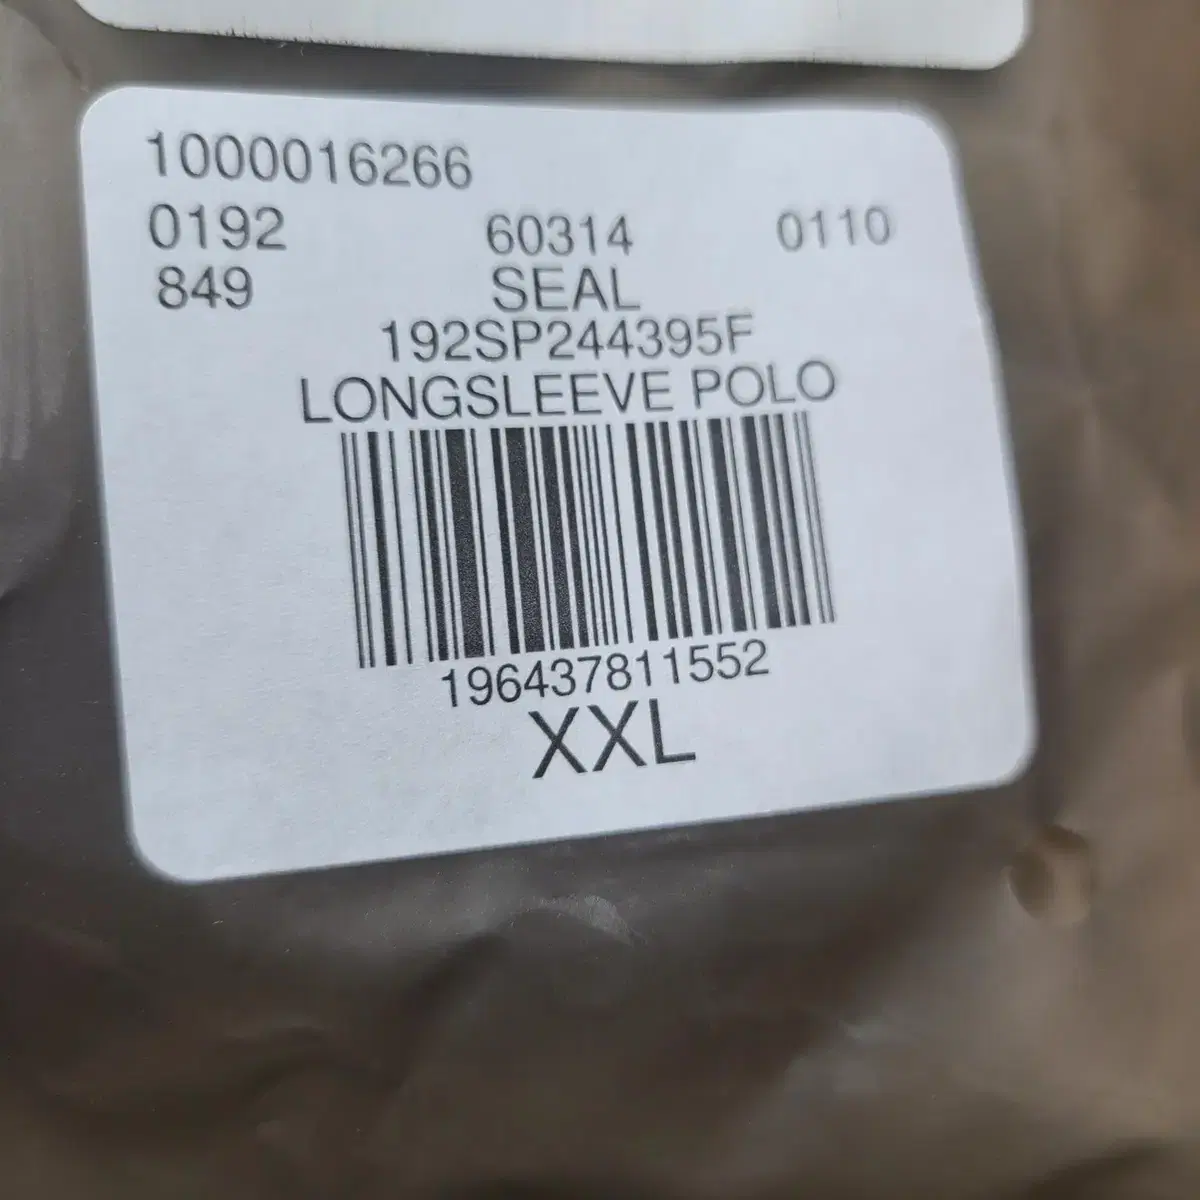 1000016266
0192 60314 0110
849 SEAL
192SP244395F
LONGSLEEVE POLO
196437811552
XXL